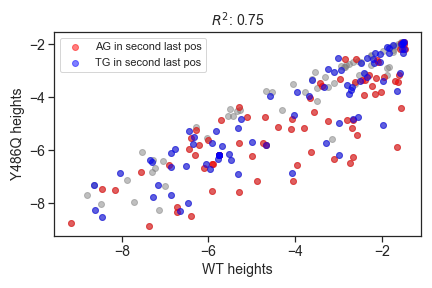 R²: 0.75
AG in second last pos
TG in second last pos
Y486Q heights
−2
−4
−6
−8
−8 −6 −4 −2
WT heights